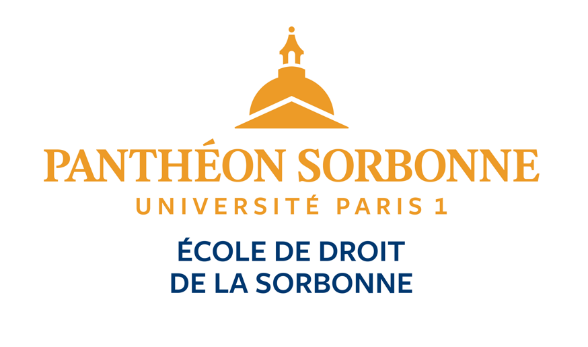 PANTHÉON SORBONNE
UNIVERSITÉ PARIS 1
ÉCOLE DE DROIT
DE LA SORBONNE